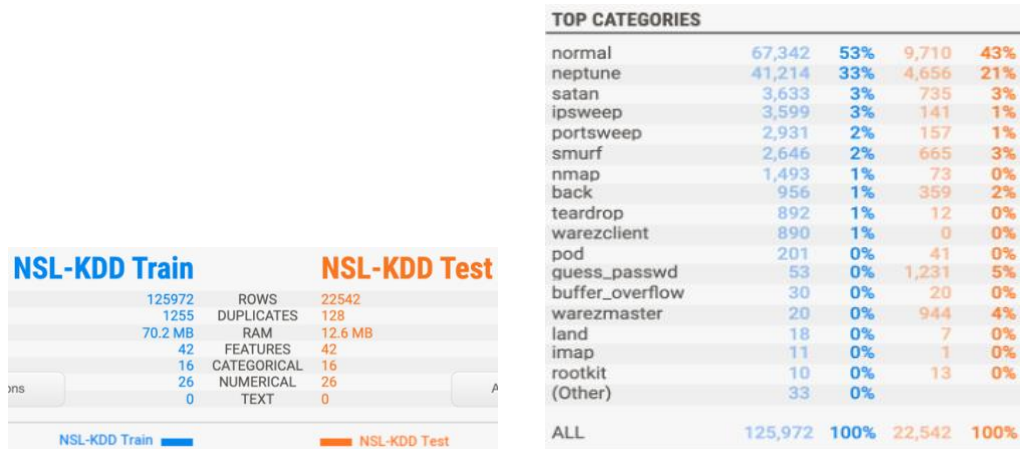 NSL-KDD Train NSL-KDD Test
125972 ROWS 22542
1255 DUPLICATES 128
70.2 MB RAM 12.6 MB
42 FEATURES 42
16 CATEGORICAL 16
26 NUMERICAL 26
0 TEXT 0
ons A
NSL-KDD Train NSL-KDD Test
TOP CATEGORIES
normal 67,342 53% 9,710 43%
neptune 41,214 33% 4,656 21%
satan 3,633 3% 735 3%
ipsweep 3,599 3% 141 1%
portsweep 2,931 2% 157 1%
smurf 2,646 2% 665 3%
nmap 1,493 1% 73 0%
back 956 1% 359 2%
teardrop 892 1% 12 0%
warezclient 890 1% 0 0%
pod 201 0% 41 0%
guess_passwd 53 0% 1,231 5%
buffer_overflow 30 0% 20 0%
warezmaster 20 0% 944 4%
land 18 0% 7 0%
imap 11 0% 1 0%
rootkit 10 0% 13 0%
(Other) 33 0%
ALL 125,972 100% 22,542 100%